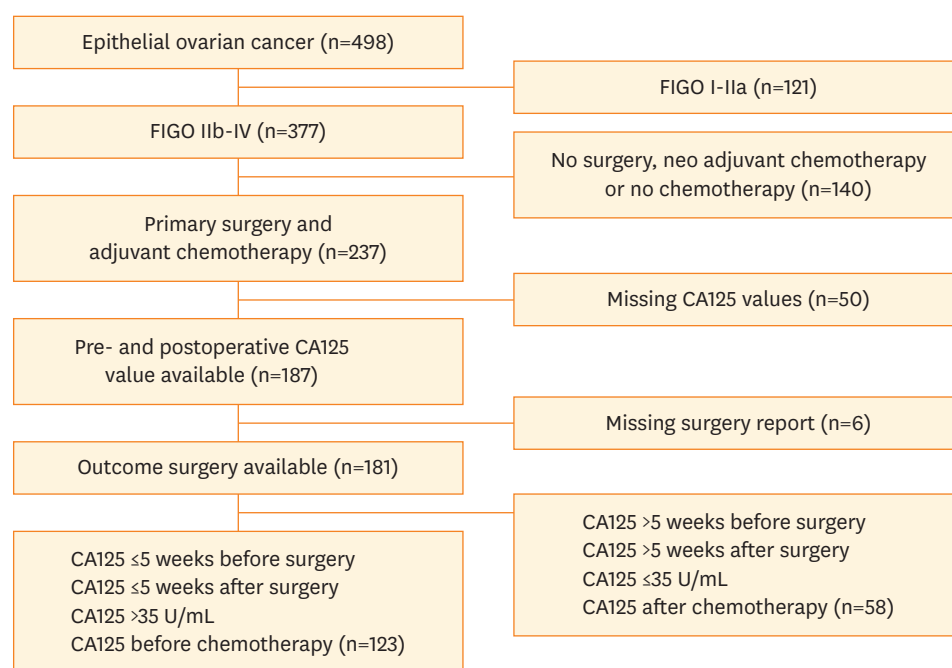 Epithelial ovarian cancer (n=498)
FIGO I-IIa (n=121)
FIGO IIb-IV (n=377)
No surgery, neo adjuvant chemotherapy
or no chemotherapy (n=140)
Primary surgery and
adjuvant chemotherapy (n=237)
Missing CA125 values (n=50)
Pre- and postoperative CA125
value available (n=187)
Missing surgery report (n=6)
Outcome surgery available (n=181)
CA125 >5 weeks before surgery
CA125 >5 weeks after surgery
CA125 ≤35 U/mL
CA125 after chemotherapy (n=58)
CA125 ≤5 weeks before surgery
CA125 ≤5 weeks after surgery
CA125 >35 U/mL
CA125 before chemotherapy (n=123)